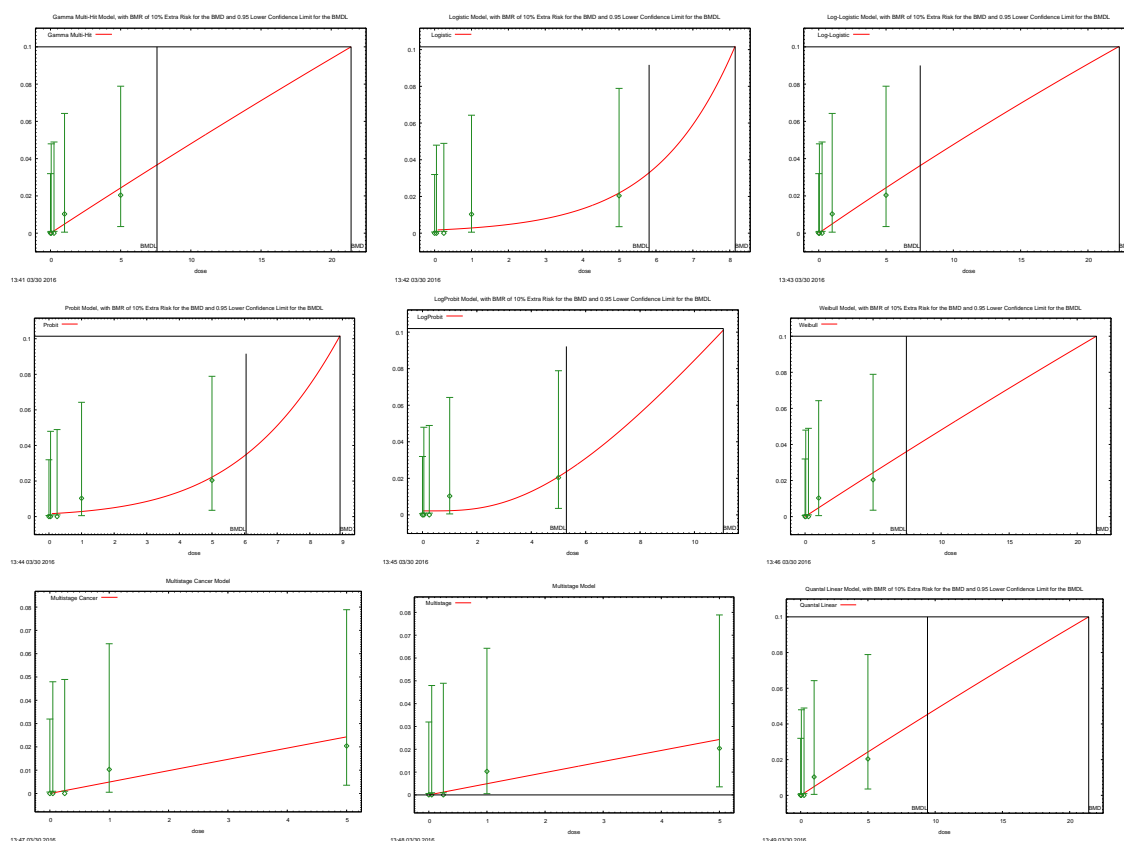 Gamma Multi-Hit Model, with BMR of 10% Extra Risk for the BMD and 0.95 Lower Confidence Limit for the BMDL
Gamma Multi-Hit
0.1
0.08
0.06
0.04
0.02
0
BMDL BMD
0 5 10 15 20
dose
13:41 03/30 2016
Logistic Model, with BMR of 10% Extra Risk for the BMD and 0.95 Lower Confidence Limit for the BMDL
Logistic
0.1
0.08
0.06
0.04
0.02
0
BMDL BMD
0 1 2 3 4 5 6 7 8
dose
13:42 03/30 2016
Log-Logistic Model, with BMR of 10% Extra Risk for the BMD and 0.95 Lower Confidence Limit for the BMDL
Log-Logistic
0.1
0.08
0.06
0.04
0.02
0
BMDL BMD
0 5 10 15 20
dose
13:43 03/30 2016
Probit Model, with BMR of 10% Extra Risk for the BMD and 0.95 Lower Confidence Limit for the BMDL
Probit
0.1
0.08
0.06
0.04
0.02
0
BMDL BMD
0 1 2 3 4 5 6 7 8 9
dose
13:44 03/30 2016
LogProbit Model, with BMR of 10% Extra Risk for the BMD and 0.95 Lower Confidence Limit for the BMDL
LogProbit
0.1
0.08
0.06
0.04
0.02
0
BMDL BMD
0 2 4 6 8 10
dose
13:45 03/30 2016
Weibull Model, with BMR of 10% Extra Risk for the BMD and 0.95 Lower Confidence Limit for the BMDL
Weibull
0.1
0.08
0.06
0.04
0.02
0
BMDL BMD
0 5 10 15 20
dose
13:46 03/30 2016
Multistage Cancer Model
Multistage Cancer
0.08
0.07
0.06
0.05
0.04
0.03
0.02
0.01
0
0 1 2 3 4 5
dose
13:47 03/30 2016
Multistage Model
Multistage
0.08
0.07
0.06
0.05
0.04
0.03
0.02
0.01
0
0 1 2 3 4 5
dose
13:48 03/30 2016
Quantal Linear Model, with BMR of 10% Extra Risk for the BMD and 0.95 Lower Confidence Limit for the BMDL
Quantal Linear
0.1
0.08
0.06
0.04
0.02
0
BMDL BMD
0 5 10 15 20
dose
13:49 03/30 2016